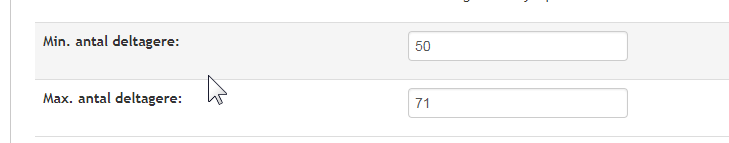 Min. antal deltagere: 50
Max. antal deltagere: 71